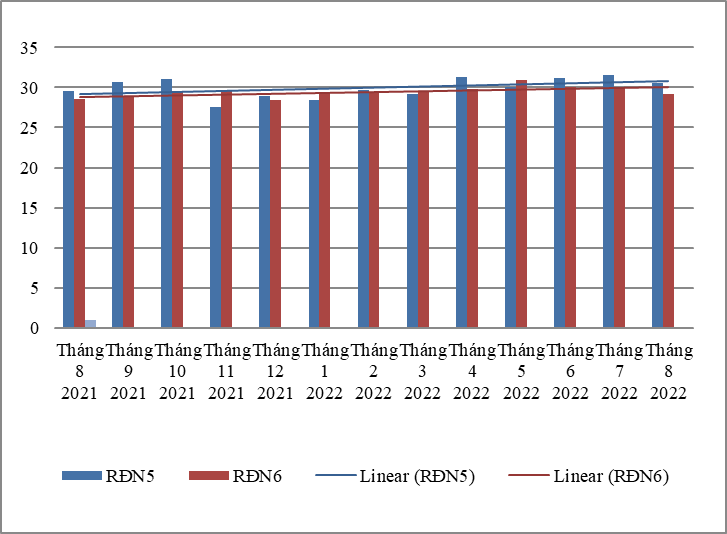 35
30
25
20
15
10
5
0
Tháng 8 2021
Tháng 9 2021
Tháng 10 2021
Tháng 11 2021
Tháng 12 2021
Tháng 1 2022
Tháng 2 2022
Tháng 3 2022
Tháng 4 2022
Tháng 5 2022
Tháng 6 2022
Tháng 7 2022
Tháng 8 2022
RĐN5 RĐN6 Linear (RĐN5) Linear (RĐN6)